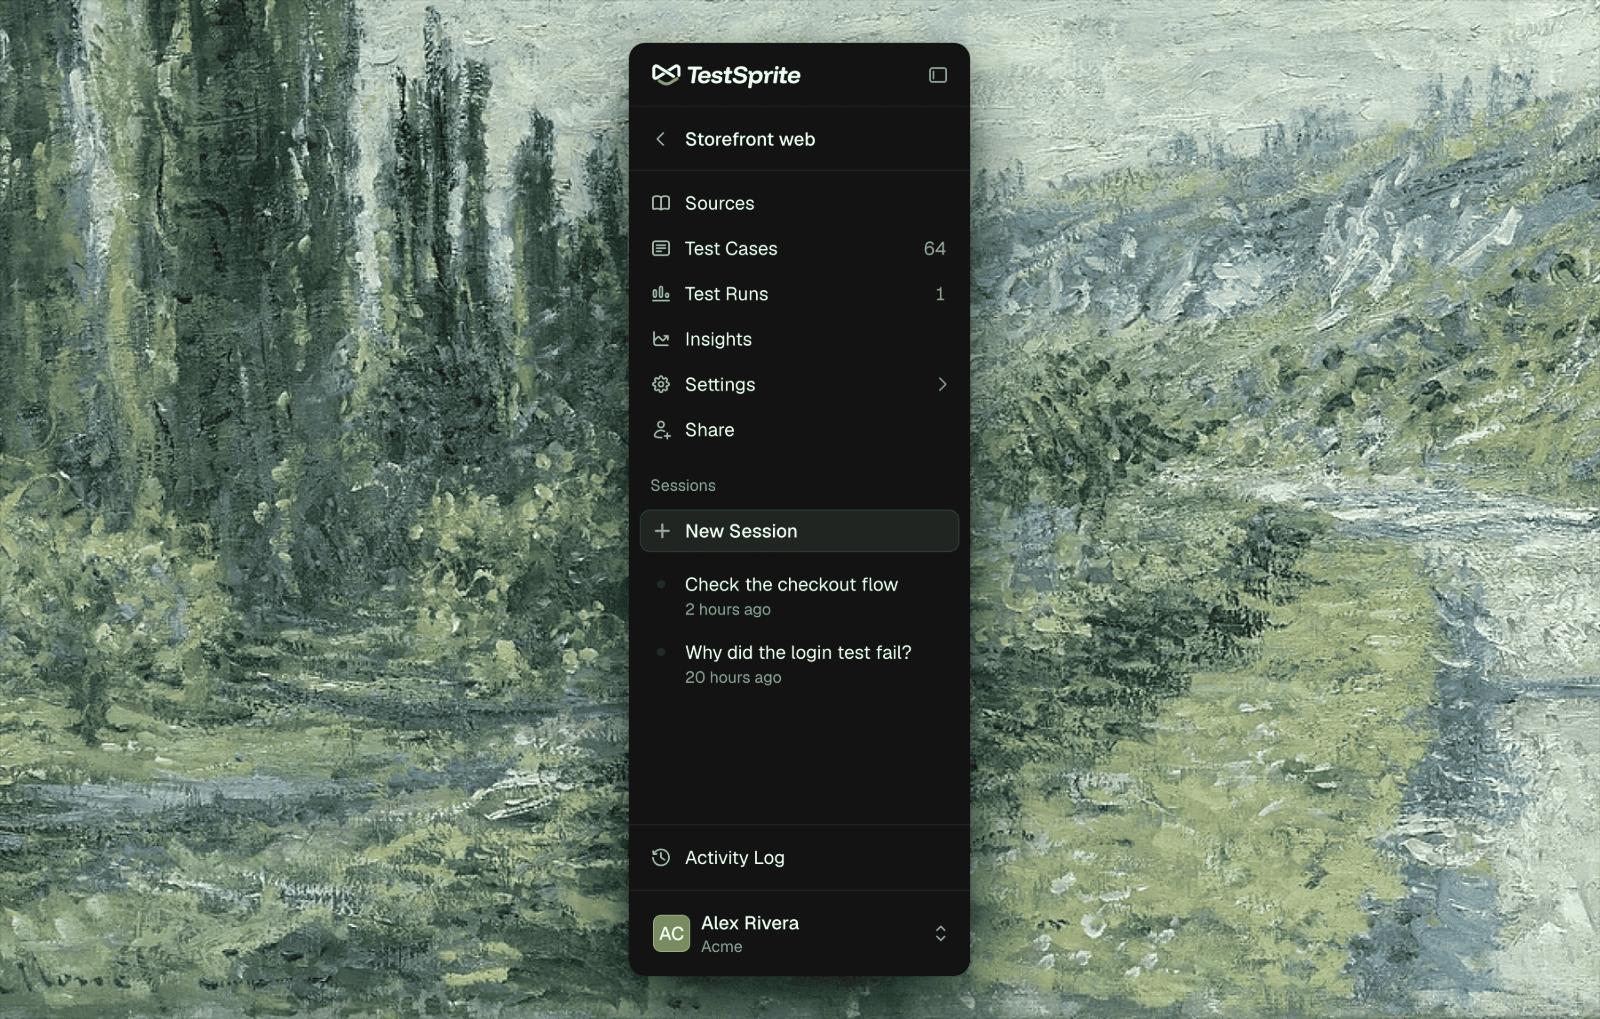 TestSprite
Storefront web
Sources
Test Cases 64
Test Runs 1
Insights
Settings
Share
Sessions
New Session
Check the checkout flow
2 hours ago
Why did the login test fail?
20 hours ago
Activity Log
AC
Alex Rivera
Acme